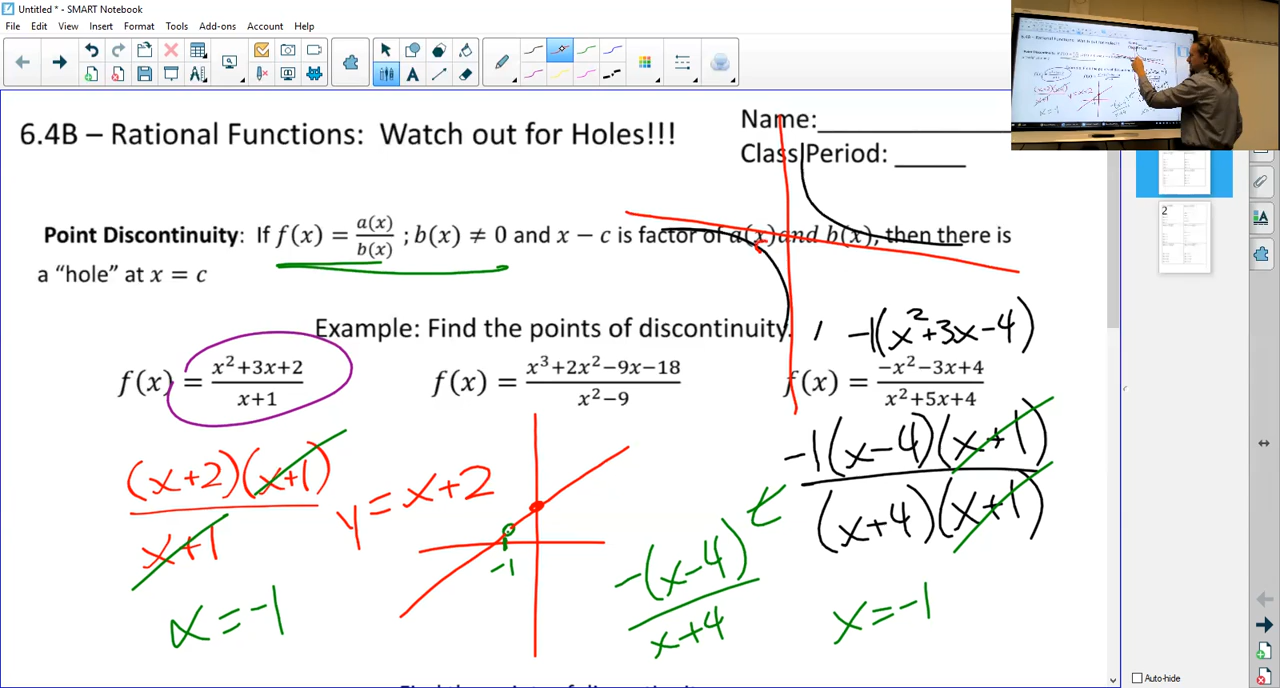 Untitled * - SMART Notebook
File Edit View Insert Format Tools Add-ons Account Help
6.4B – Rational Functions: Watch out for Holes!!!
Name:____________________
Class Period: ______
Point Discontinuity: If f(x) = a(x)/b(x) ; b(x) ≠ 0 and x − c is factor of a(x)and b(x), then there is
a “hole” at x = c
Example: Find the points of discontinuity.
-1(x²+3x-4)
f(x) = x²+3x+2/x+1
f(x) = x³+2x²−9x−18/x²−9
f(x) = −x²−3x+4/x²+5x+4
(x+2)(x+1)/x+1
y = x+2
-1(x-4)(x+1)/(x+4)(x+1)
-1
-(x-4)/x+4
x = -1
x = -1
2
Auto-hide